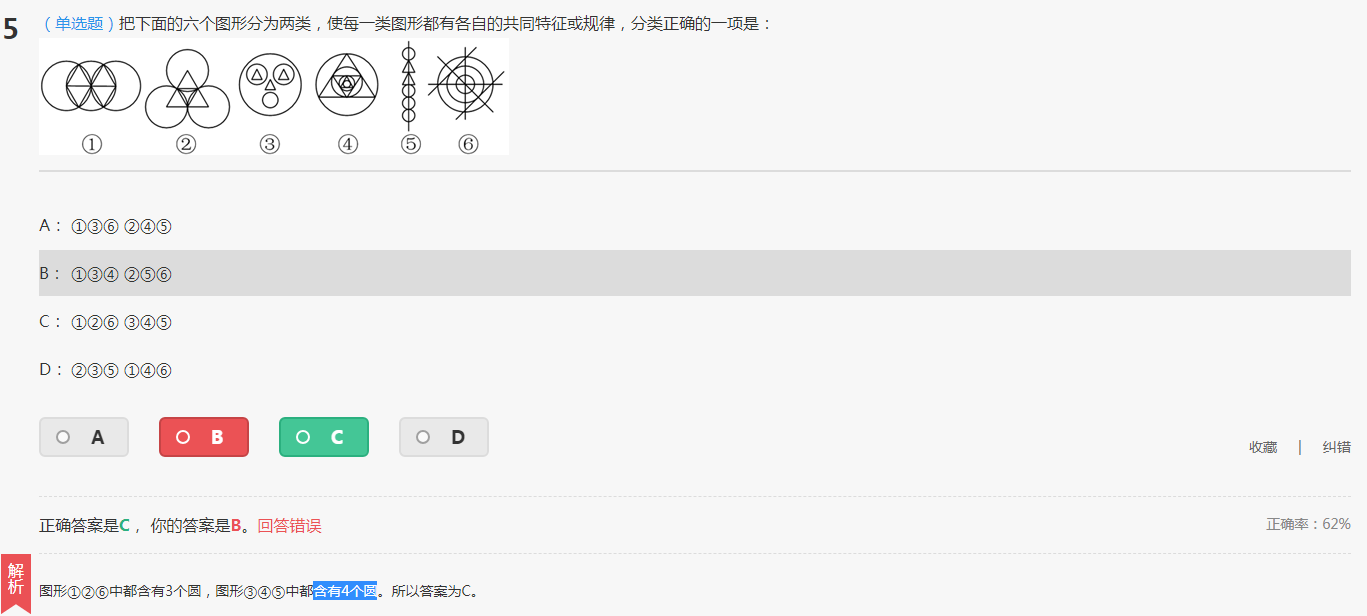 5 (单选题)把下面的六个图形分为两类，使每一类图形都有各自的共同特征或规律，分类正确的一项是：
① ② ③ ④ ⑤ ⑥
A： ①③⑥ ②④⑤
B： ①③④ ②⑤⑥
C： ①②⑥ ③④⑤
D： ②③⑤ ①④⑥
A B C D
收藏 | 纠错
正确答案是C， 你的答案是B。回答错误
正确率：62%
解析
图形①②⑥中都含有3个圆，图形③④⑤中都含有4个圆。所以答案为C。